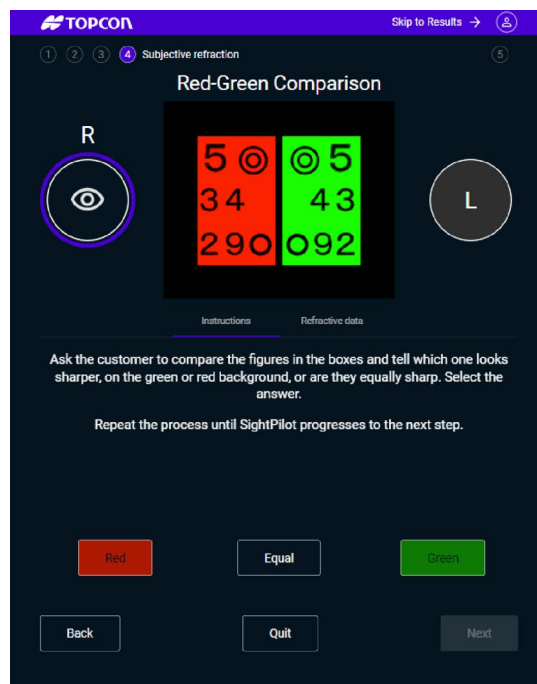 TOPCON Skip to Results →
1 2 3 4 Subjective refraction 5
Red-Green Comparison
R
5 5
34 43
290 092
L
Instructions Refractive data
Ask the customer to compare the figures in the boxes and tell which one looks
sharper, on the green or red background, or are they equally sharp. Select the
answer.
Repeat the process until SightPilot progresses to the next step.
Red Equal Green
Back Quit Next